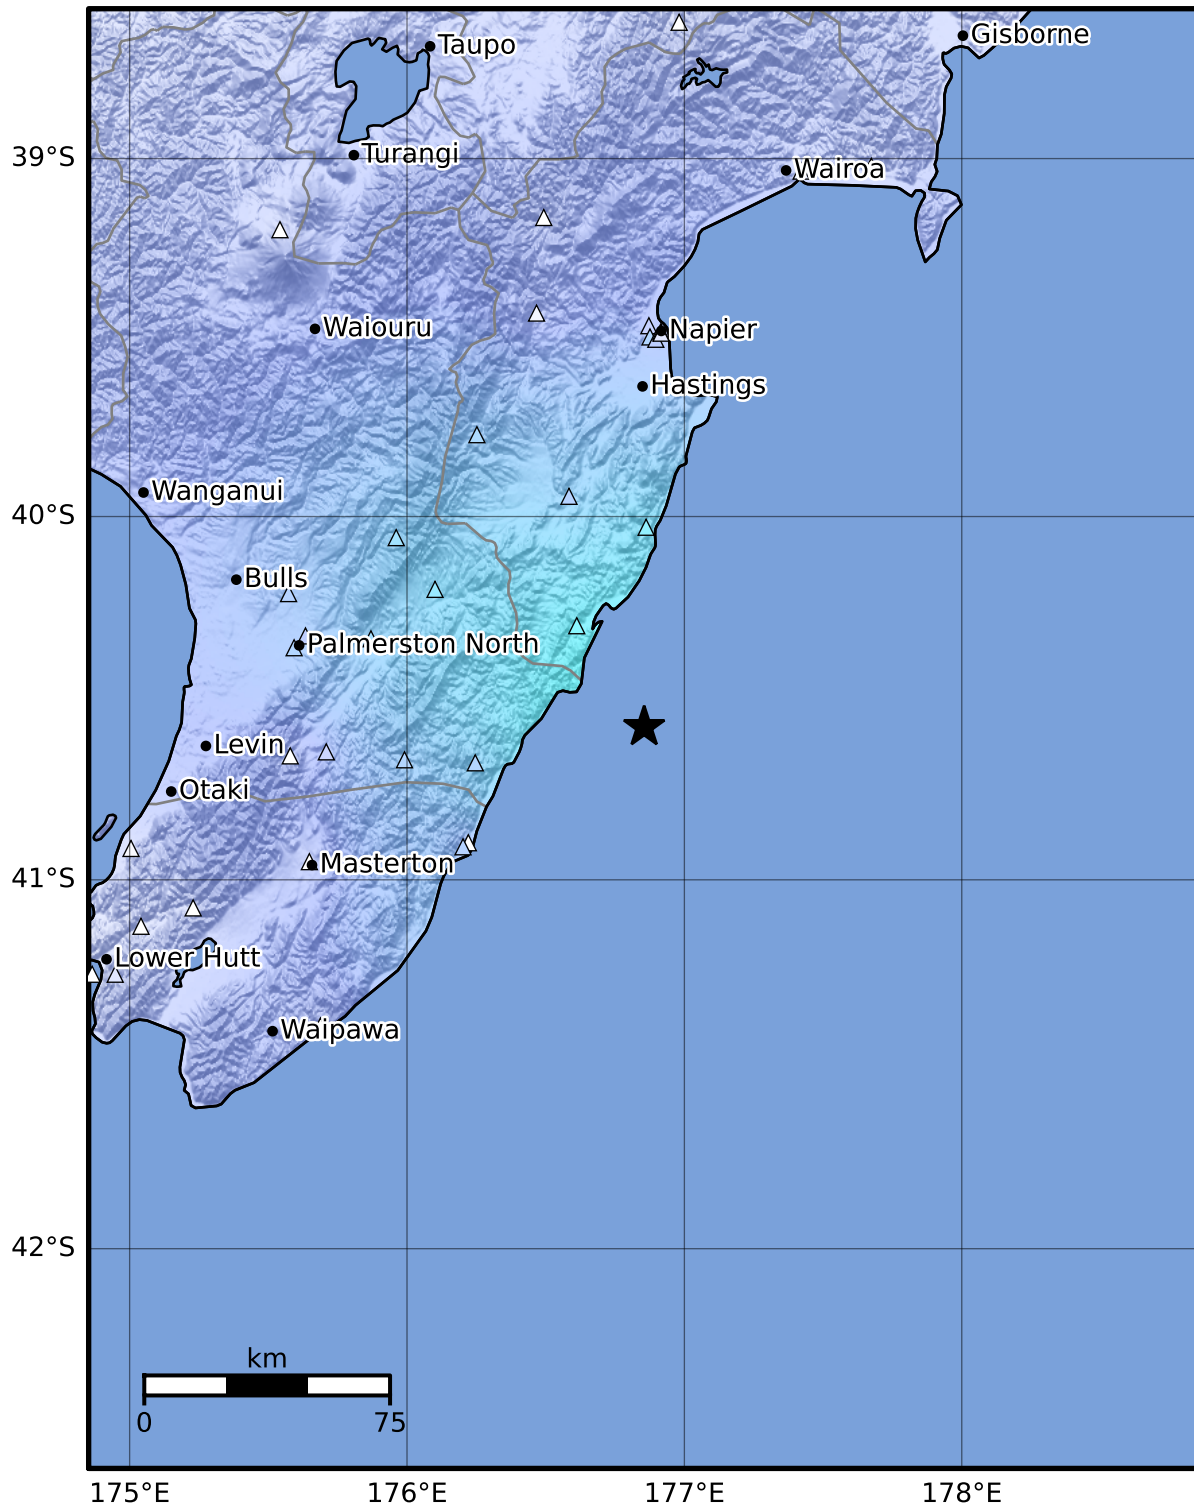 Gisborne
Taupo
Turangi
39°S
Wairoa
Waiouru
Napier
Hastings
Wanganui
40°S
Bulls
Palmerston North
Levin
Otaki
Masterton
41°S
Lower Hutt
Waipawa
42°S
km
0 75
175°E 176°E 177°E 178°E